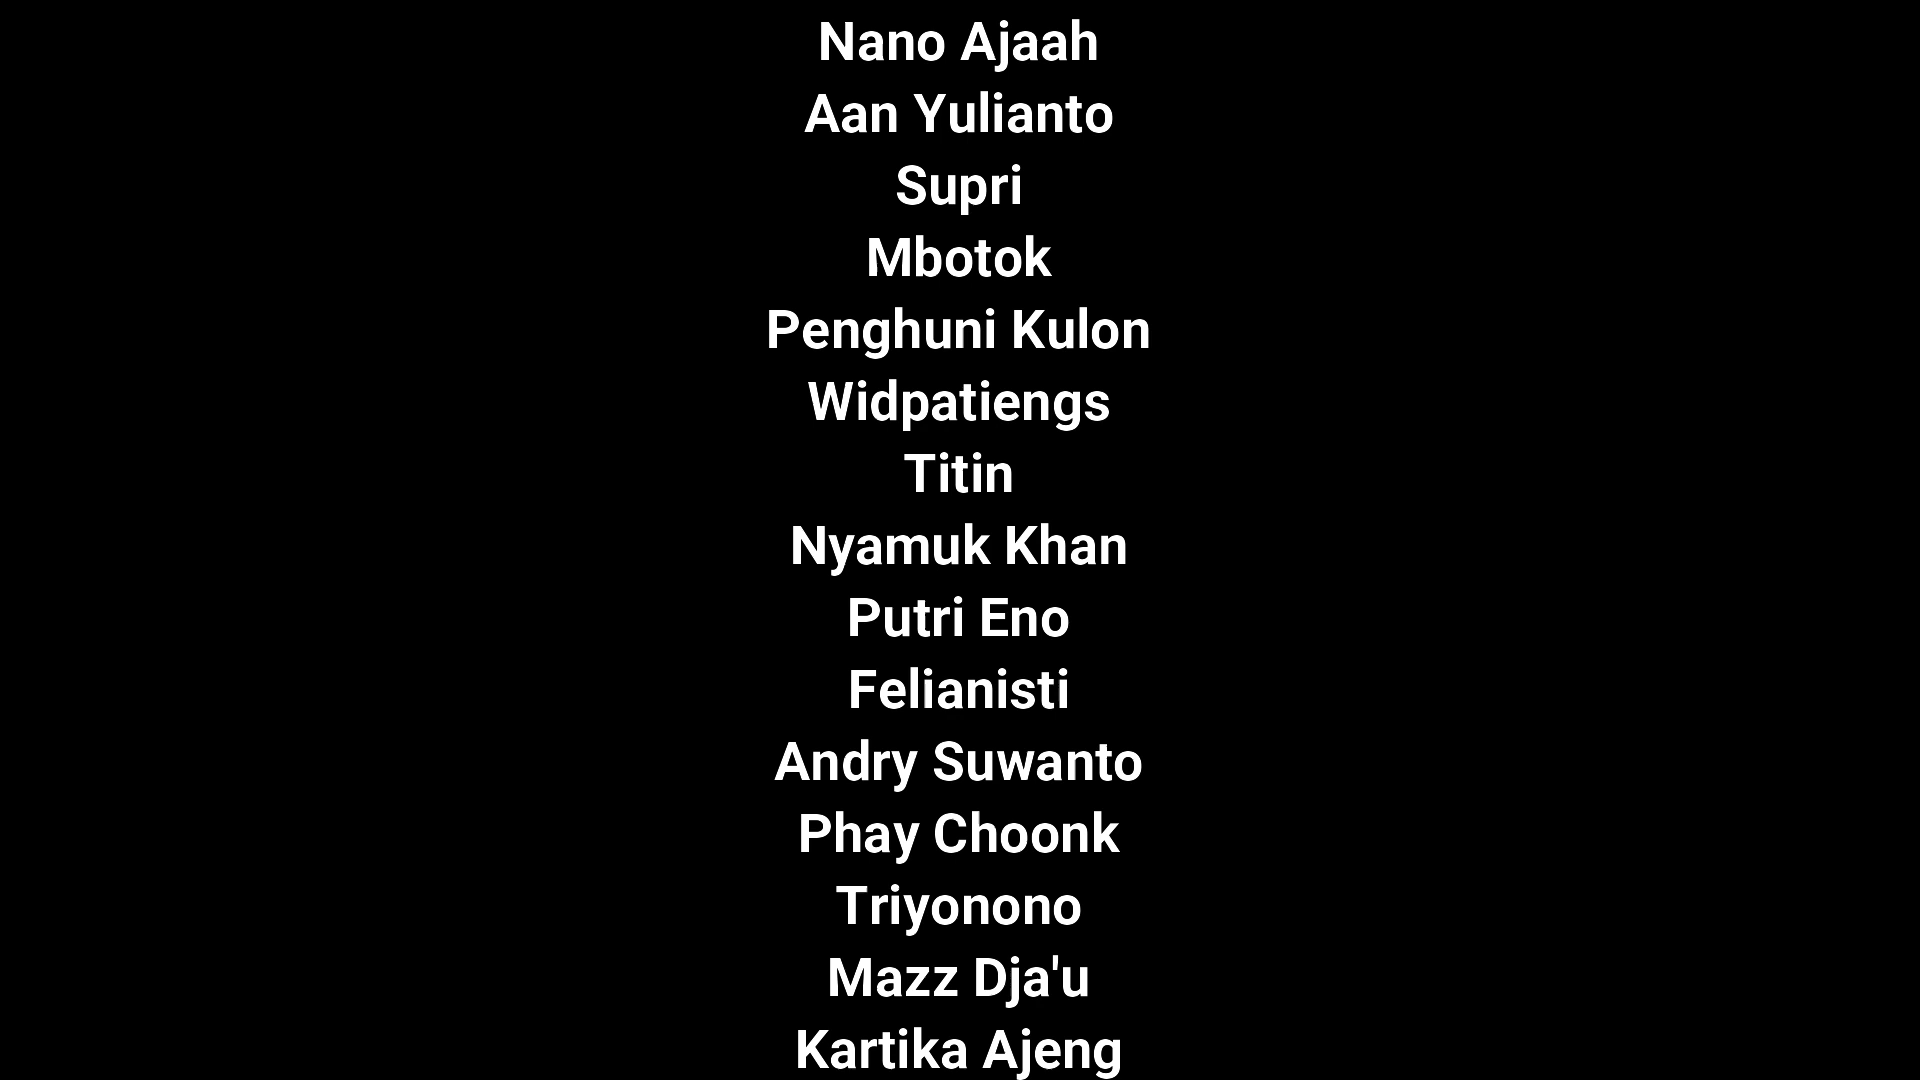 Nano Ajaah
Aan Yulianto
Supri
Mbotok
Penghuni Kulon
Widpatiengs
Titin
Nyamuk Khan
Putri Eno
Felianisti
Andry Suwanto
Phay Choonk
Triyonono
Mazz Dja'u
Kartika Ajeng